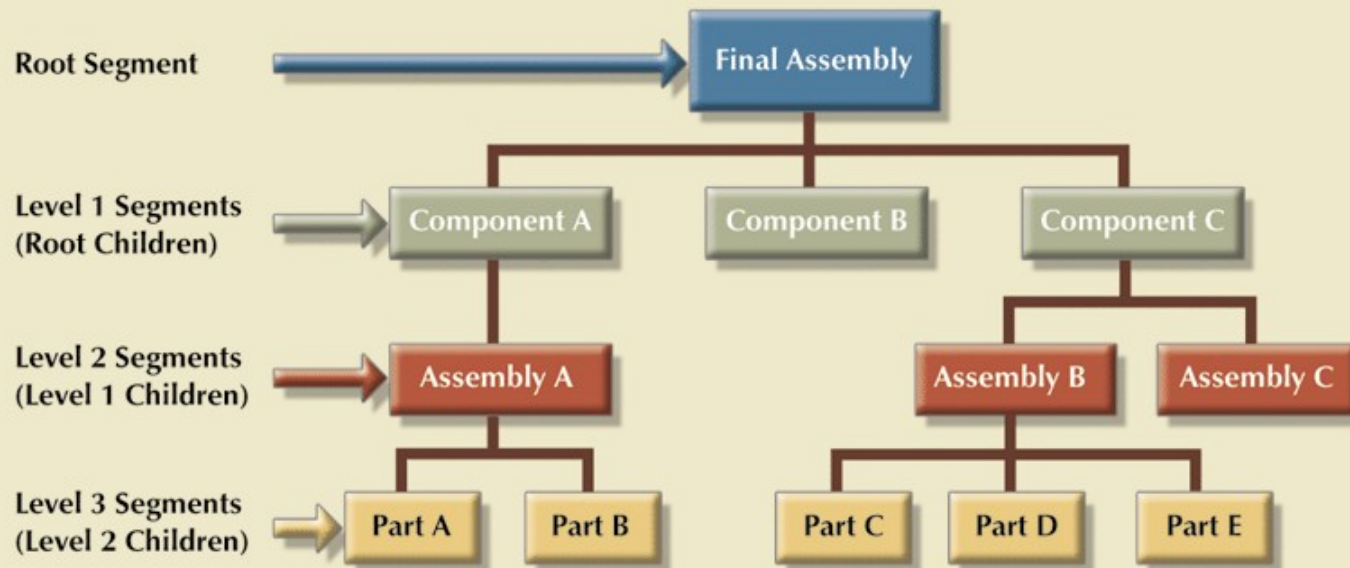 Root Segment
Final Assembly
Level 1 Segments
(Root Children)
Component A
Component B
Component C
Level 2 Segments
(Level 1 Children)
Assembly A
Assembly B
Assembly C
Level 3 Segments
(Level 2 Children)
Part A
Part B
Part C
Part D
Part E